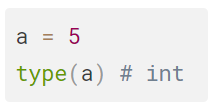 a = 5
type(a) # int